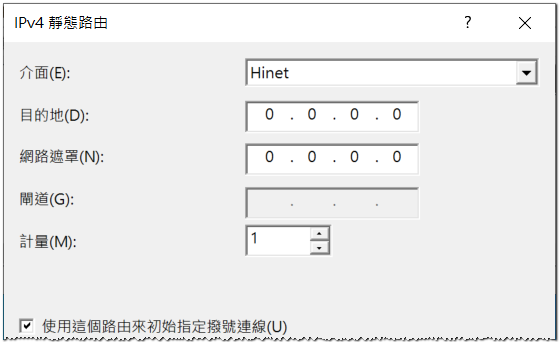 IPv4 靜態路由
介面(E): Hinet
目的地(D): 0 . 0 . 0 . 0
網路遮罩(N): 0 . 0 . 0 . 0
閘道(G): . . .
計量(M): 1
使用這個路由來初始指定撥號連線(U)